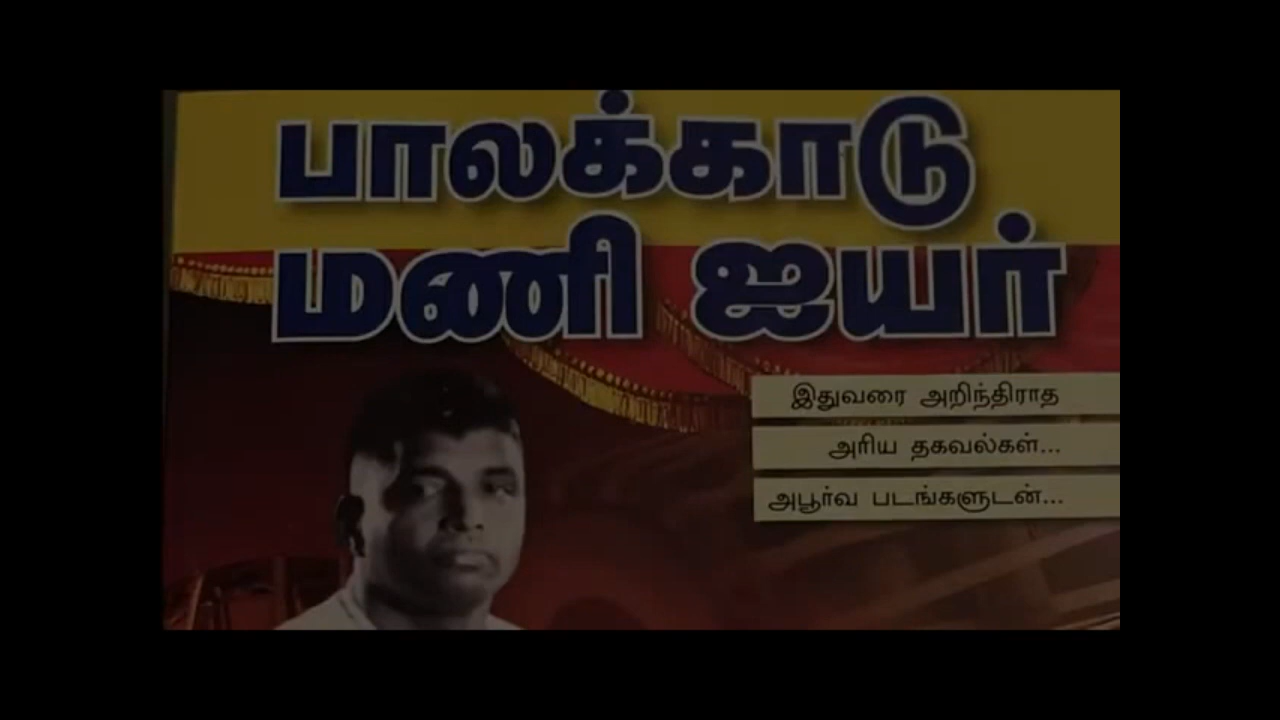 பாலக்காடு
மணி ஐயர்
இதுவரை அறிந்திராத
அரிய தகவல்கள்...
அபூர்வ படங்களுடன்...